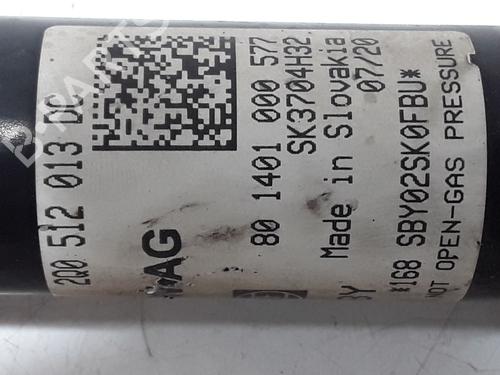 2Q0 512 013 DC
AG
80 1401 000 577
SK3704H32
Made in Slovakia
07/20
*168 SBY02SK0FBU*
NOT OPEN-GAS PRESSURE
B-PARTS